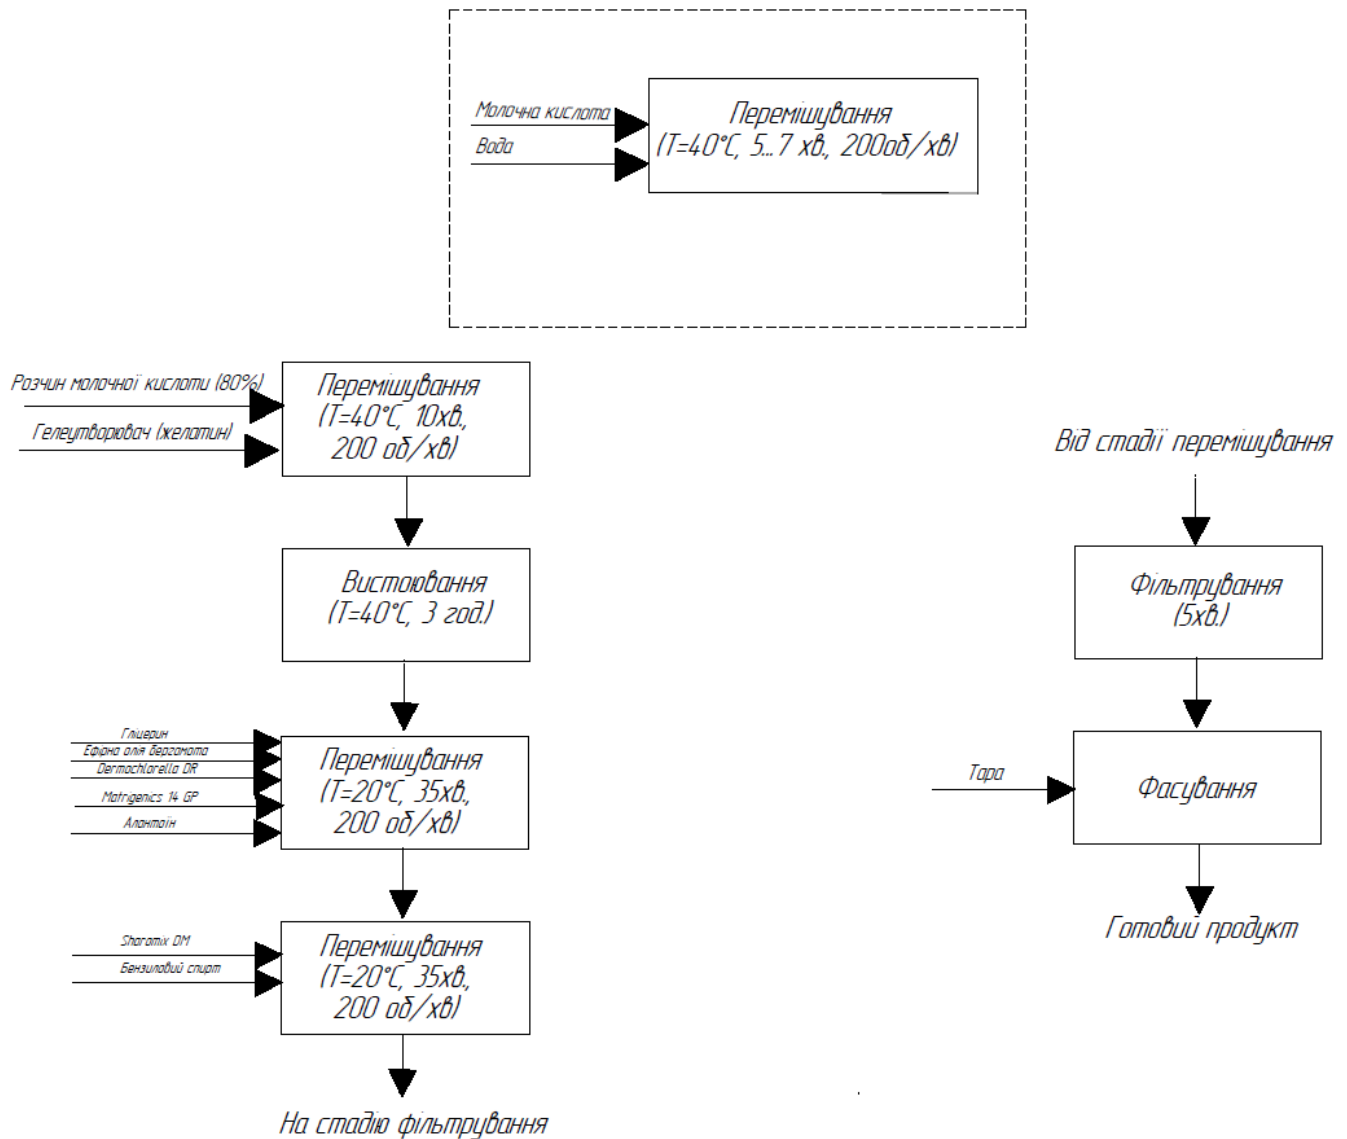 Молочна кислота
Вода
Перемішування
(Т=40°С, 5...7 хв., 200об/хв)
Розчин молочної кислоти (80%)
Гелеутворювач (желатин)
Перемішування
(Т=40°С, 10хв.,
200 об/хв)
Вистоювання
(Т=40°С, 3 год.)
Гліцерин
Ефірна олія бергамота
Dermochlorella DR
Matrigenics 14 GP
Алантоїн
Перемішування
(Т=20°С, 35хв.,
200 об/хв)
Sharomix DM
Бензиловий спирт
Перемішування
(Т=20°С, 35хв.,
200 об/хв)
На стадію фільтрування
Від стадії перемішування
Фільтрування
(5хв.)
Тара
Фасування
Готовий продукт